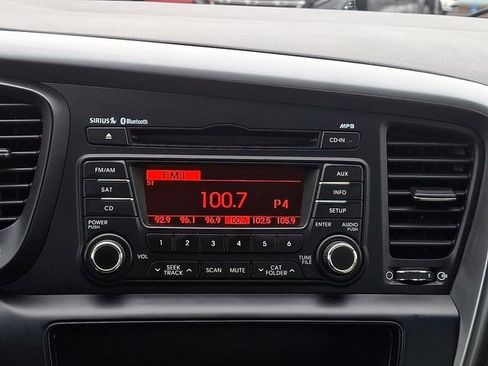 SIRIUS Bluetooth MP3
CD-IN
FM/AM FM1 AUX
ST
SAT 100.7 P4 INFO
CD SETUP
92.9 96.1 96.9 100.7 102.5 105.9
POWER PUSH ENTER AUDIO PUSH
1 2 3 4 5 6
VOL TUNE FILE
SEEK TRACK SCAN MUTE CAT FOLDER